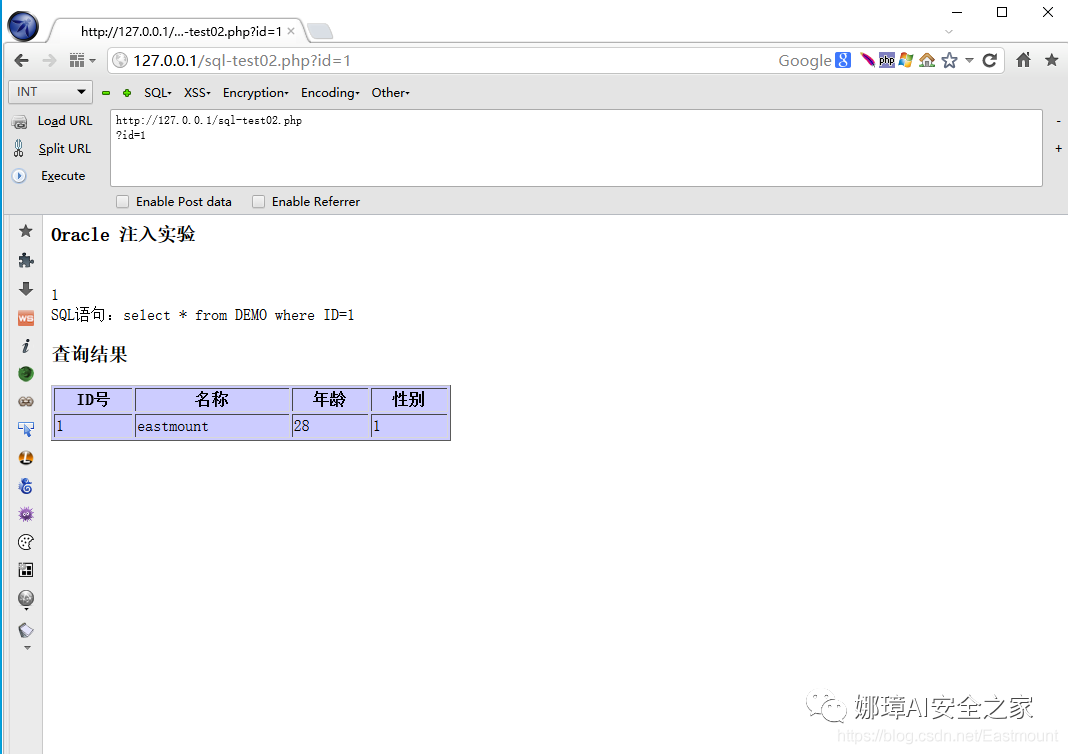 http://127.0.0.1/...-test02.php?id=1 ×
127.0.0.1/sql-test02.php?id=1 Google 8 php
INT SQL XSS Encryption Encoding Other
Load URL
http://127.0.0.1/sql-test02.php
?id=1
-
Split URL +
Execute
Enable Post data Enable Referrer
Oracle 注入实验
1
SQL语句：select * from DEMO where ID=1
WS
查询结果
ID号 名称 年龄 性别
1 eastmount 28 1
娜璋AI安全之家
https://blog.csdn.net/Eastmount